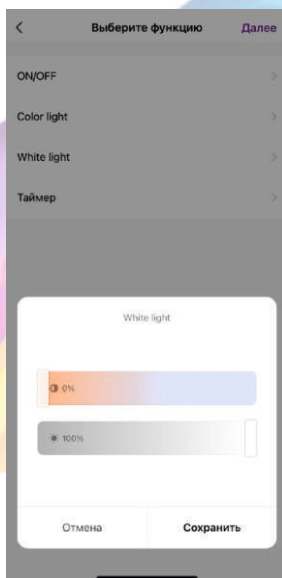 Выберите функцию Далее
ON/OFF
Color light
White light
Таймер
White light
0%
100%
Отмена Сохранить